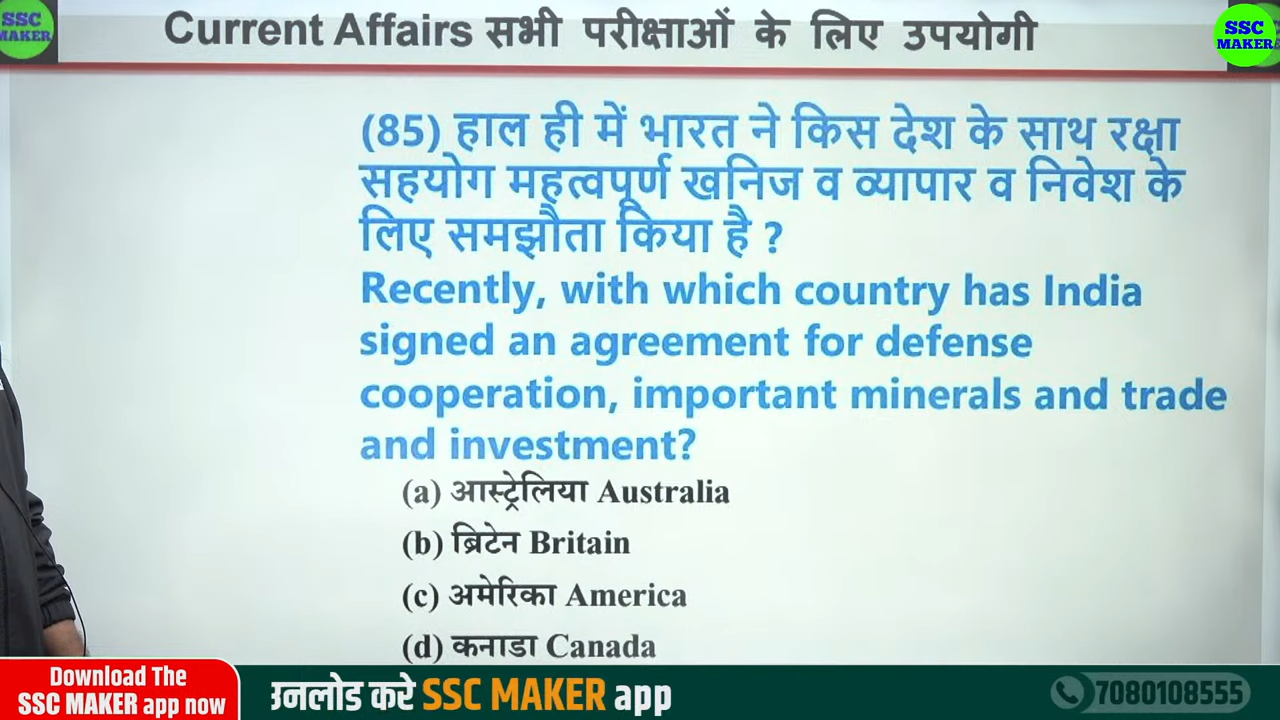 SSC
MAKER
Current Affairs सभी परीक्षाओं के लिए उपयोगी
SSC
MAKER
(85) हाल ही में भारत ने किस देश के साथ रक्षा
सहयोग महत्वपूर्ण खनिज व व्यापार व निवेश के
लिए समझौता किया है ?
Recently, with which country has India
signed an agreement for defense
cooperation, important minerals and trade
and investment?
(a) आस्ट्रेलिया Australia
(b) ब्रिटेन Britain
(c) अमेरिका America
(d) कनाडा Canada
Download The
SSC MAKER app now
उनलोड करे SSC MAKER app
7080108555